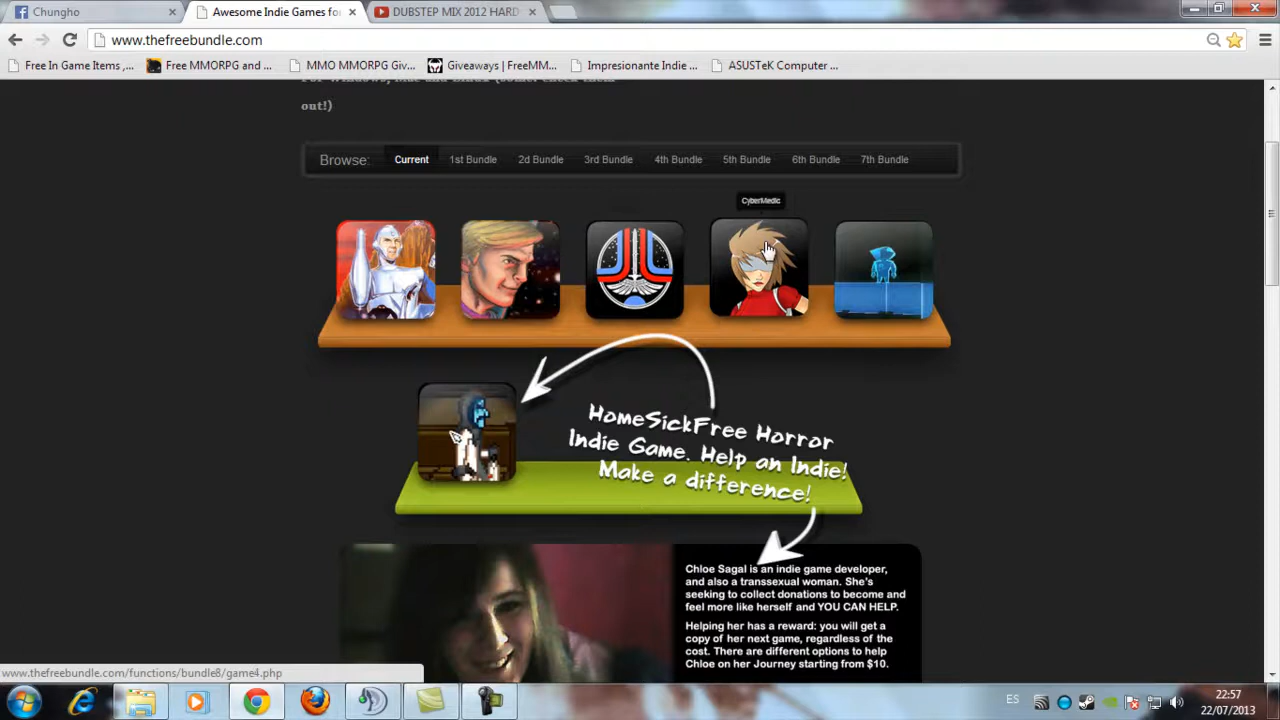 Chungho
Awesome Indie Games for
DUBSTEP MIX 2012 HARD
www.thefreebundle.com
Free In Game Items ,...
Free MMORPG and ...
MMO MMORPG Giv...
Giveaways | FreeMM...
Impresionante Indie ...
ASUSTeK Computer ...
out!)
Browse:
Current
1st Bundle
2d Bundle
3rd Bundle
4th Bundle
5th Bundle
6th Bundle
7th Bundle
CyberMedic
HomeSickFree Horror
Indie Game. Help an Indie!
Make a difference!
Chloe Sagal is an indie game developer,
and also a transsexual woman. She's
seeking to collect donations to become and
feel more like herself and YOU CAN HELP.
Helping her has a reward: you will get a
copy of her next game, regardless of the
cost. There are different options to help
Chloe on her Journey starting from $10.
www.thefreebundle.com/functions/bundle8/game4.php
ES
22:57
22/07/2013